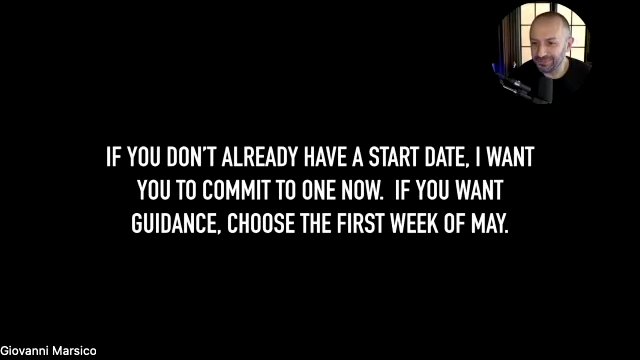 IF YOU DON'T ALREADY HAVE A START DATE, I WANT
YOU TO COMMIT TO ONE NOW.  IF YOU WANT
GUIDANCE, CHOOSE THE FIRST WEEK OF MAY.
Giovanni Marsico